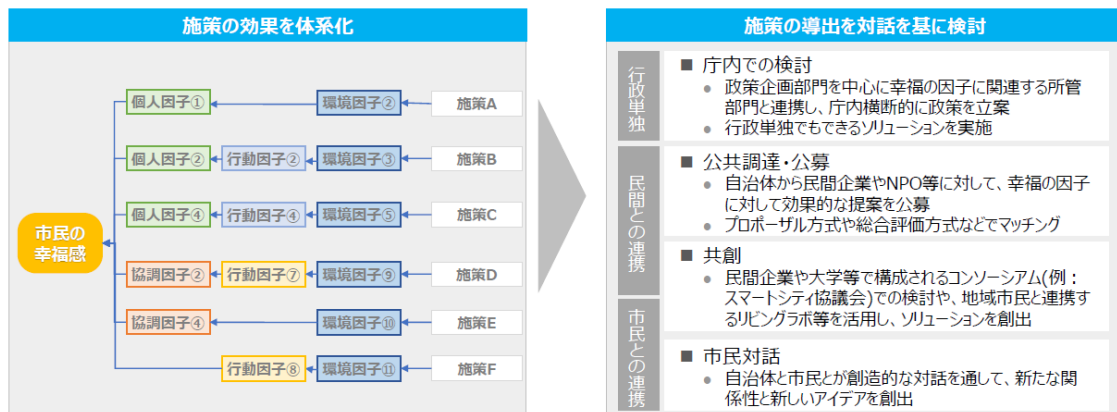 施策の効果を体系化
個人因子①
環境因子②
施策A
個人因子②
行動因子②
環境因子③
施策B
個人因子④
行動因子④
環境因子⑤
施策C
市民の
幸福感
協調因子②
行動因子⑦
環境因子⑨
施策D
協調因子④
環境因子⑩
施策E
行動因子⑧
環境因子⑪
施策F
施策の導出を対話を基に検討
行政単独
■ 庁内での検討
● 政策企画部門を中心に幸福の因子に関連する所管
部門と連携し、庁内横断的に政策を立案
● 行政単独でもできるソリューションを実施
民間との連携
■ 公共調達・公募
● 自治体から民間企業やNPO等に対して、幸福の因子
に対して効果的な提案を公募
● プロポーザル方式や総合評価方式などでマッチング
■ 共創
● 民間企業や大学等で構成されるコンソーシアム(例：
スマートシティ協議会)での検討や、地域市民と連携す
るリビングラボ等を活用し、ソリューションを創出
市民との連携
■ 市民対話
● 自治体と市民とが創造的な対話を通して、新たな関
係性と新しいアイデアを創出